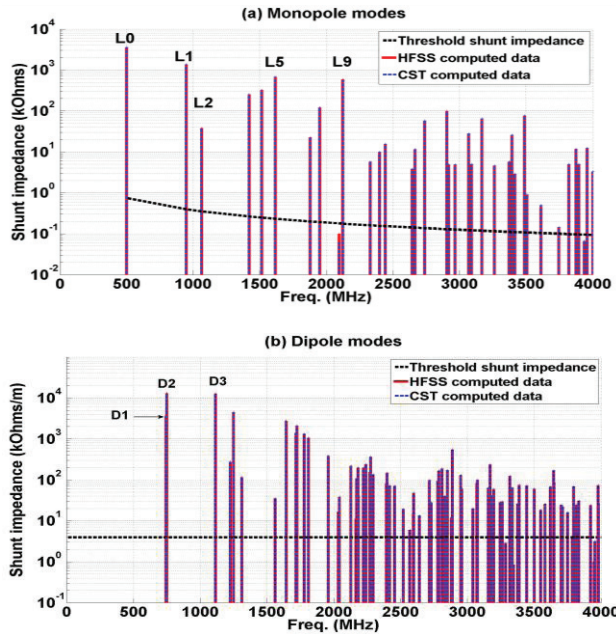 (a) Monopole modes
10^4
10^3
10^2
10^1
10^0
10^-1
10^-2
Shunt impedance (kOhms)
L0
L1
L2
L5
L9
Threshold shunt impedance
HFSS computed data
CST computed data
0 500 1000 1500 2000 2500 3000 3500 4000
Freq. (MHz)
(b) Dipole modes
10^4
10^3
10^2
10^1
10^0
10^-1
Shunt impedance (kOhms/m)
D2
D1
D3
Threshold shunt impedance
HFSS computed data
CST computed data
0 500 1000 1500 2000 2500 3000 3500 4000
Freq. (MHz)